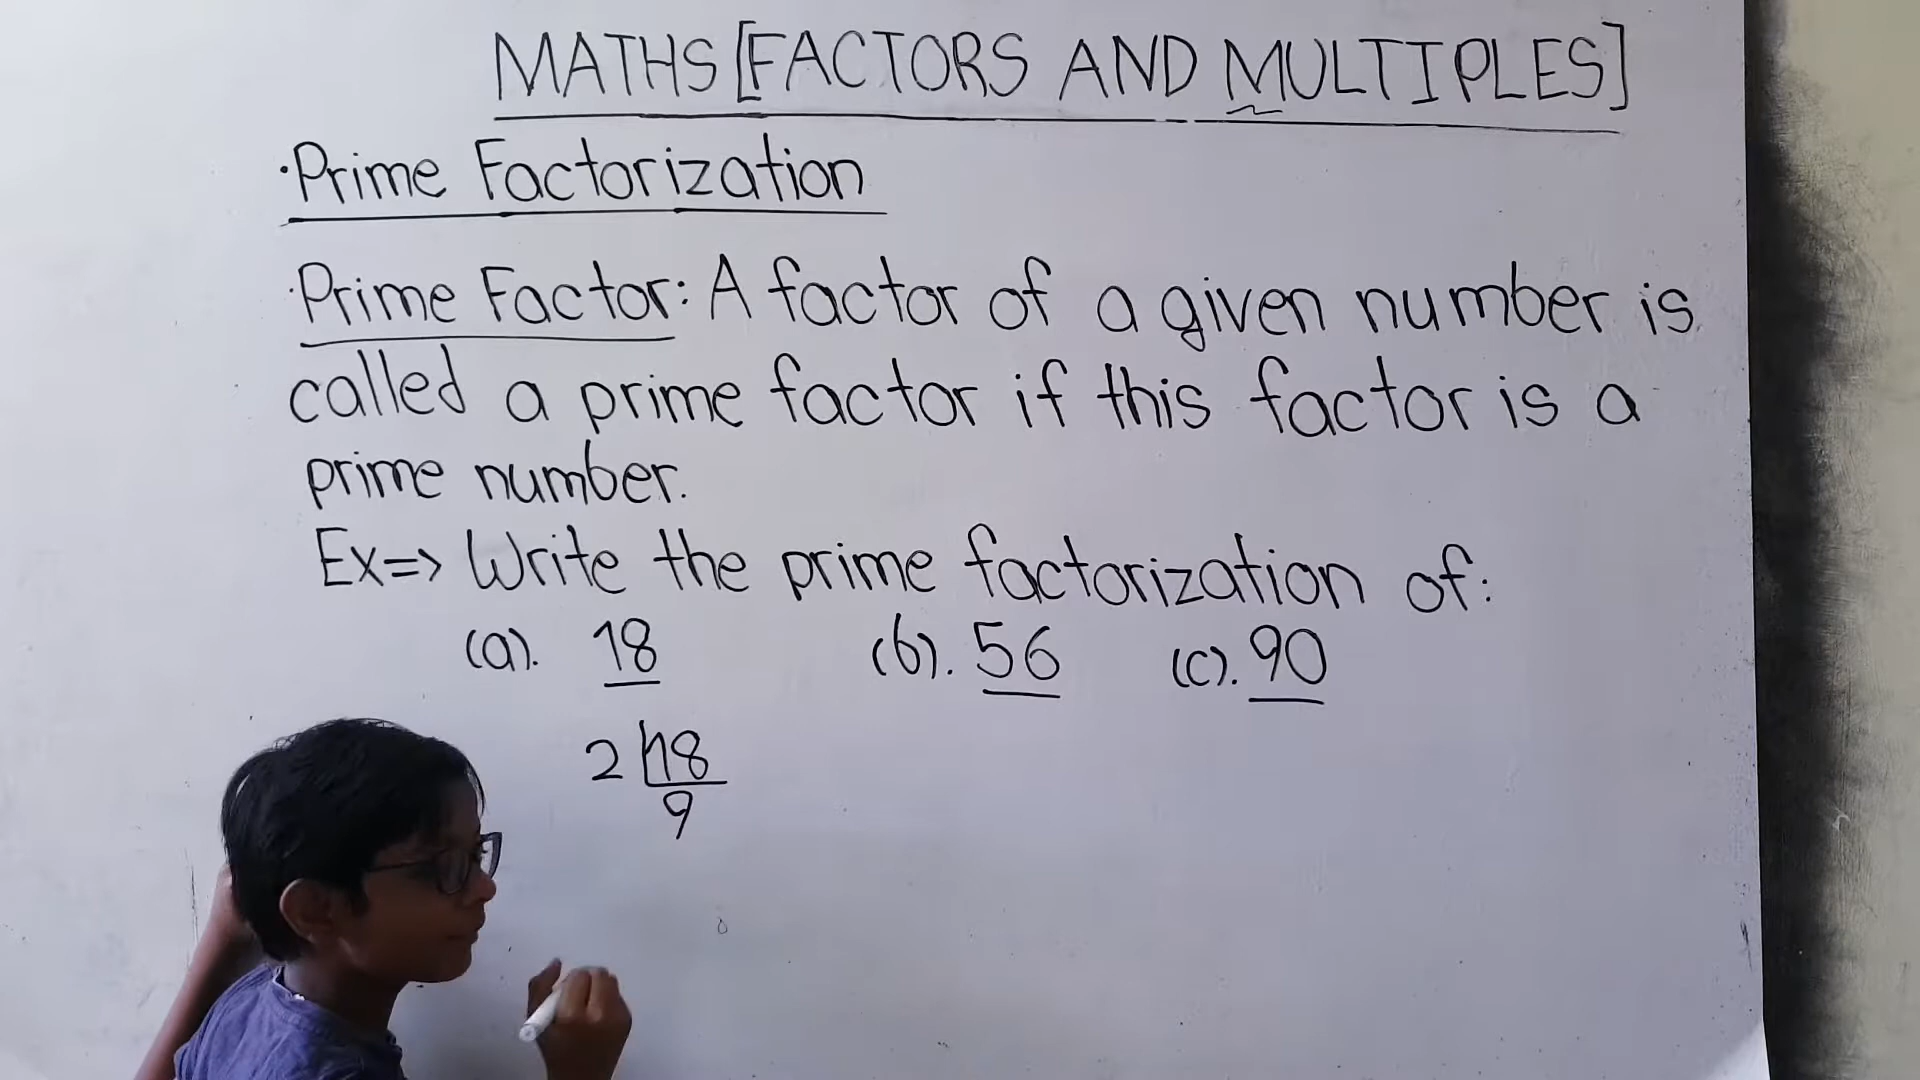 MATHS [FACTORS AND MULTIPLES]
·Prime Factorization
·Prime Factor: A factor of a given number is
called a prime factor if this factor is a
prime number.
Ex=> Write the prime factorization of:
(a). 18 (b). 56 (c). 90
2 18
9